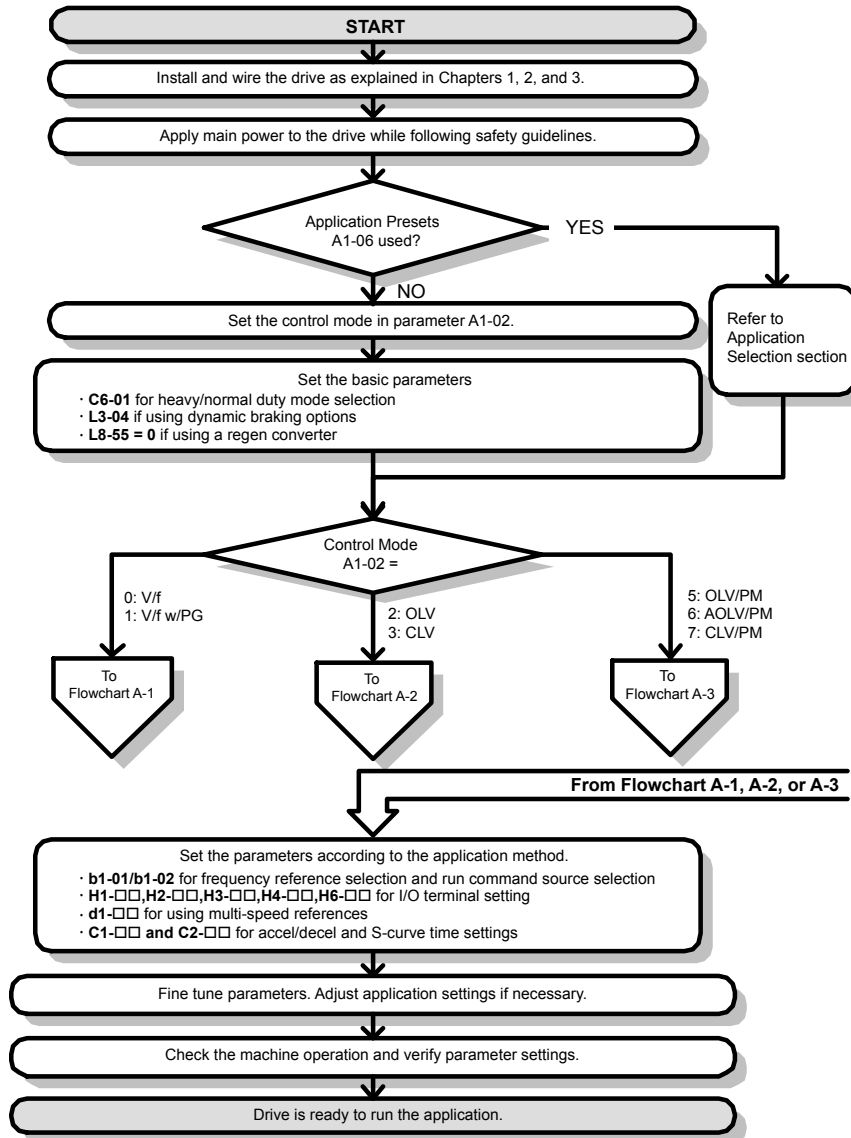 START
Install and wire the drive as explained in Chapters 1, 2, and 3.
Apply main power to the drive while following safety guidelines.
Application Presets
A1-06 used?
YES
NO
Set the control mode in parameter A1-02.
Refer to
Application
Selection section
Set the basic parameters
· C6-01 for heavy/normal duty mode selection
· L3-04 if using dynamic braking options
· L8-55 = 0 if using a regen converter
Control Mode
A1-02 =
0: V/f
1: V/f w/PG
2: OLV
3: CLV
5: OLV/PM
6: AOLV/PM
7: CLV/PM
To
Flowchart A-1
To
Flowchart A-2
To
Flowchart A-3
From Flowchart A-1, A-2, or A-3
Set the parameters according to the application method.
· b1-01/b1-02 for frequency reference selection and run command source selection
· H1-□□,H2-□□,H3-□□,H4-□□,H6-□□ for I/O terminal setting
· d1-□□ for using multi-speed references
· C1-□□ and C2-□□ for accel/decel and S-curve time settings
Fine tune parameters. Adjust application settings if necessary.
Check the machine operation and verify parameter settings.
Drive is ready to run the application.